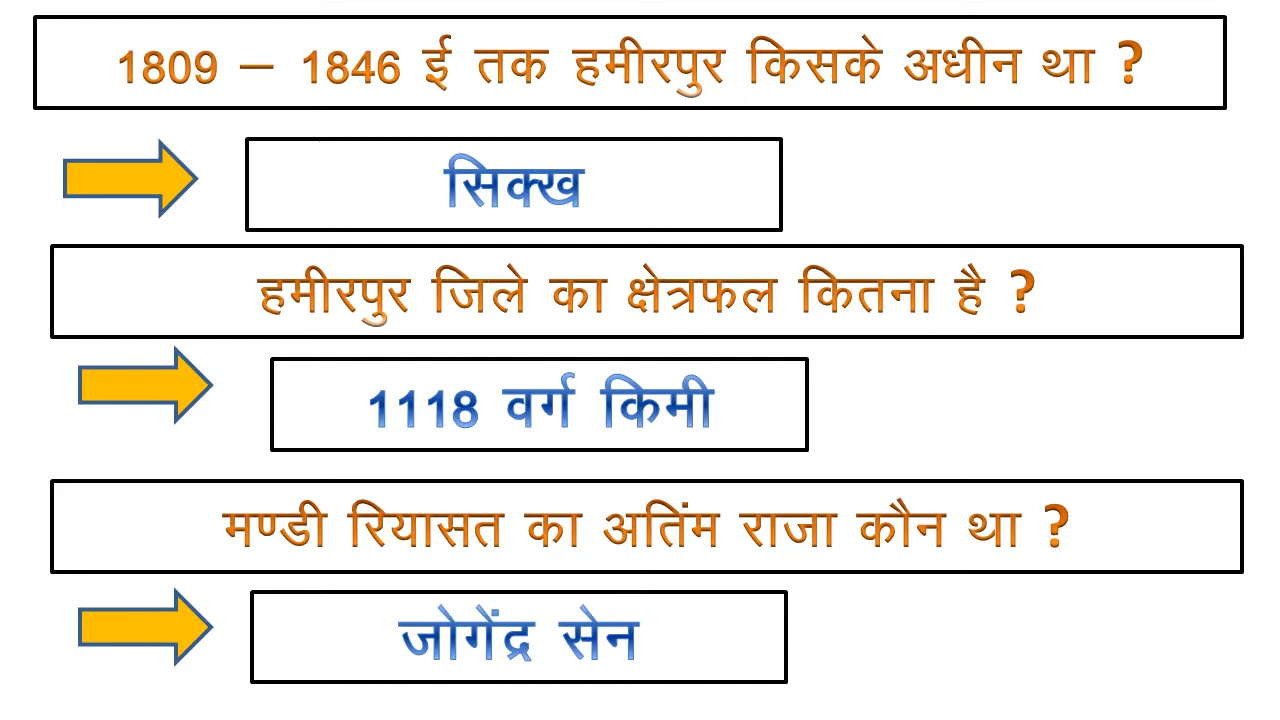 1809 – 1846 ई तक हमीरपुर किसके अधीन था ?
सिक्ख
हमीरपुर जिले का क्षेत्रफल कितना है ?
1118 वर्ग किमी
मण्डी रियासत का अतिंम राजा कौन था ?
जोगेंद्र सेन